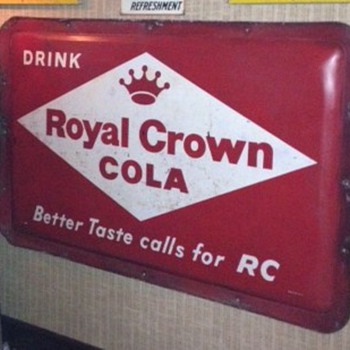 REFRESHMENT
DRINK
Royal Crown
COLA
Better Taste calls for RC